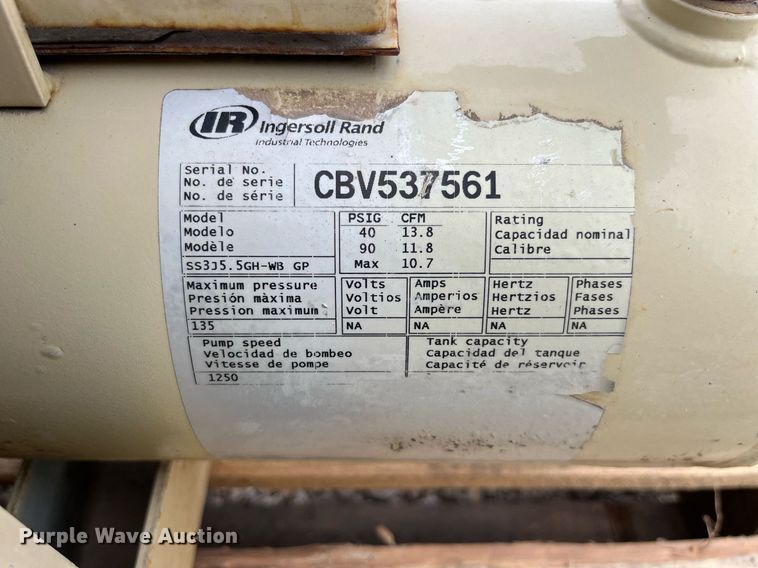 IR Ingersoll Rand
Industrial Technologies
Serial No.
No. de serie
No. de série
CBV537561
Model
Modelo
Modèle
SS3J5.5GH-WB GP
PSIG CFM
40 13.8
90 11.8
Max 10.7
Rating
Capacidad nominal
Calibre
Maximum pressure
Presión màxima
Pression maximum
135
Volts
Voltios
Volt
NA
Amps
Amperios
Ampère
NA
Hertz
Hertzios
Hertz
NA
Phases
Fases
Phases
NA
Pump speed
Velocidad de bombeo
Vitesse de pompe
1250
Tank capacity
Capacidad del tanque
Capacité de réservoir
Purple Wave Auction